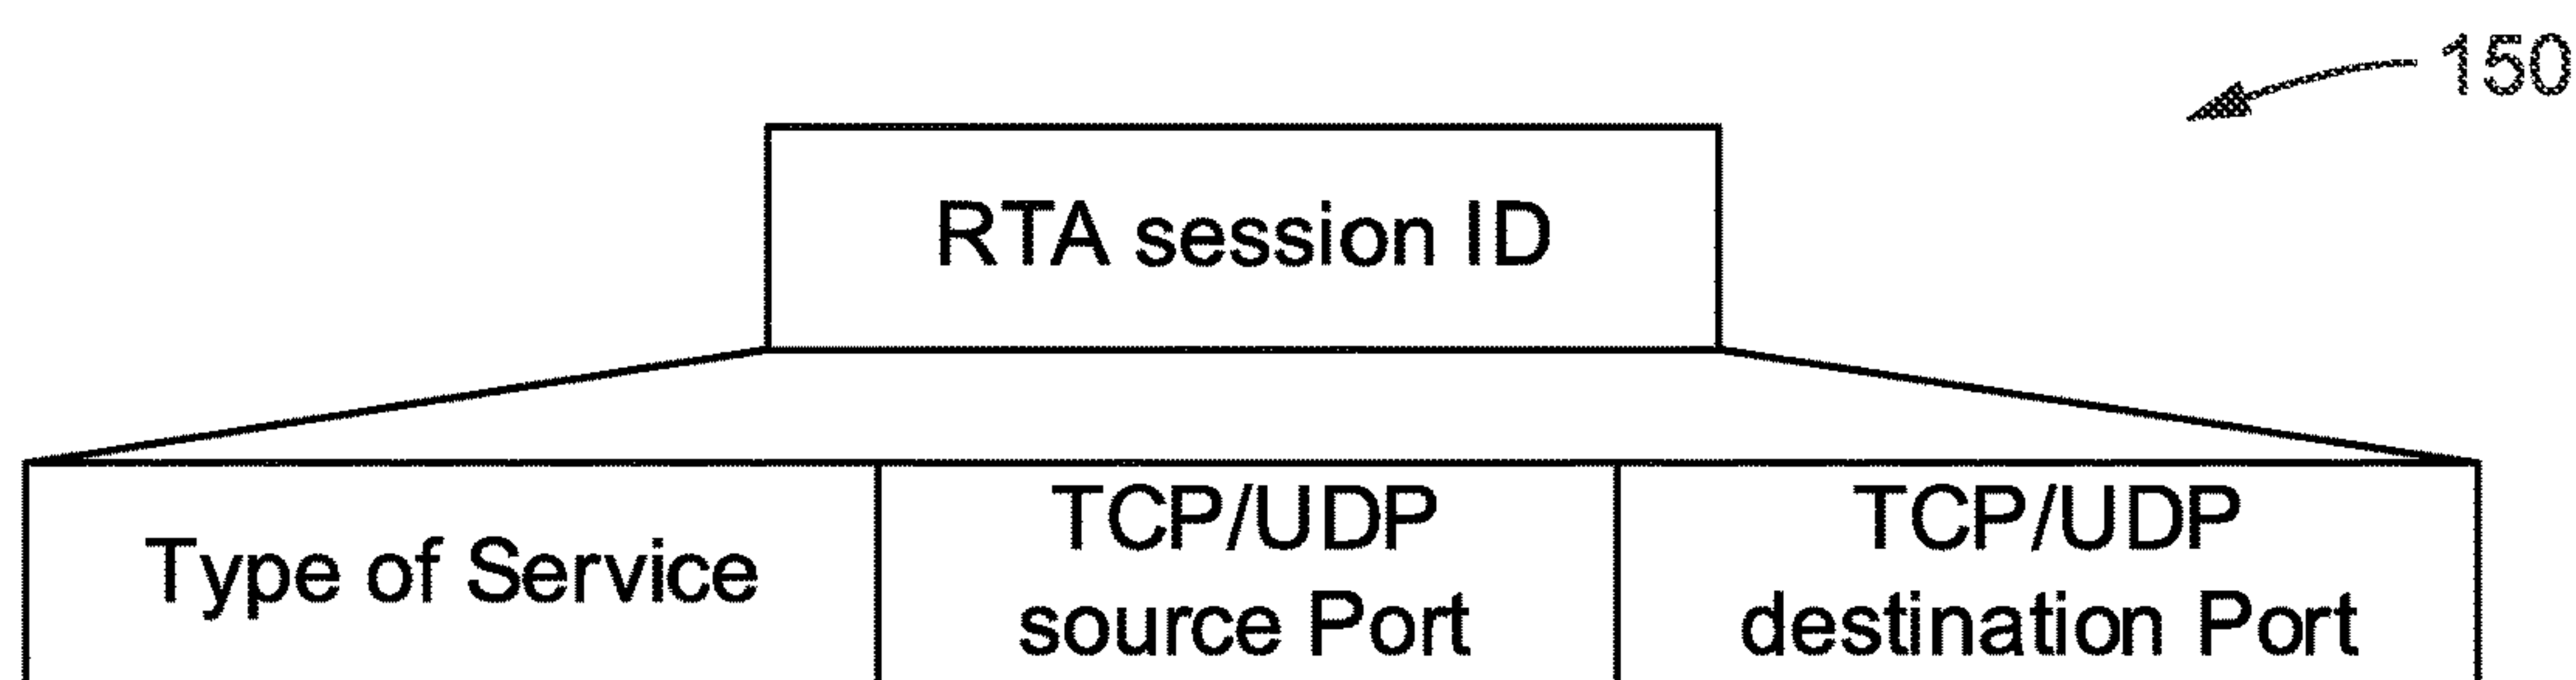 150
RTA session ID
Type of Service
TCP/UDP
source Port
TCP/UDP
destination Port